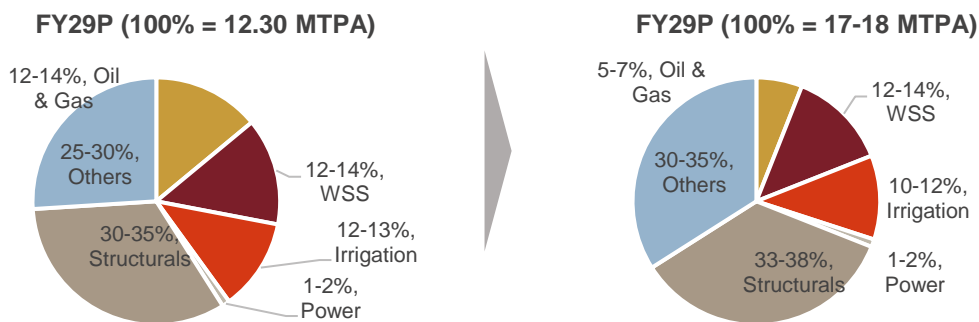 FY29P (100% = 12.30 MTPA)
12-14%, Oil
& Gas
12-14%,
WSS
12-13%,
Irrigation
1-2%,
Power
30-35%,
Structurals
25-30%,
Others
FY29P (100% = 17-18 MTPA)
5-7%, Oil &
Gas
12-14%,
WSS
10-12%,
Irrigation
1-2%,
Power
33-38%,
Structurals
30-35%,
Others